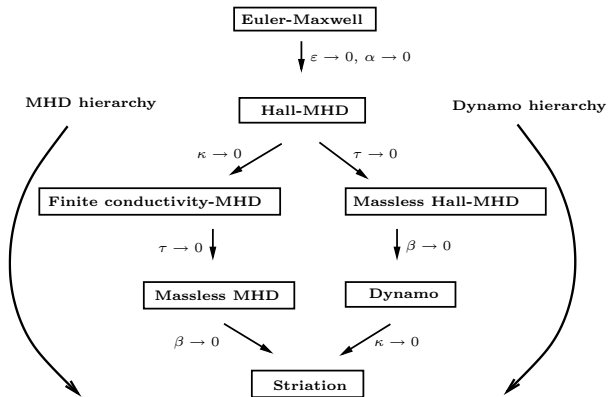 Euler-Maxwell
ε → 0, α → 0
MHD hierarchy
Hall-MHD
Dynamo hierarchy
κ → 0
τ → 0
Finite conductivity-MHD
Massless Hall-MHD
τ → 0
β → 0
Massless MHD
Dynamo
β → 0
κ → 0
Striation